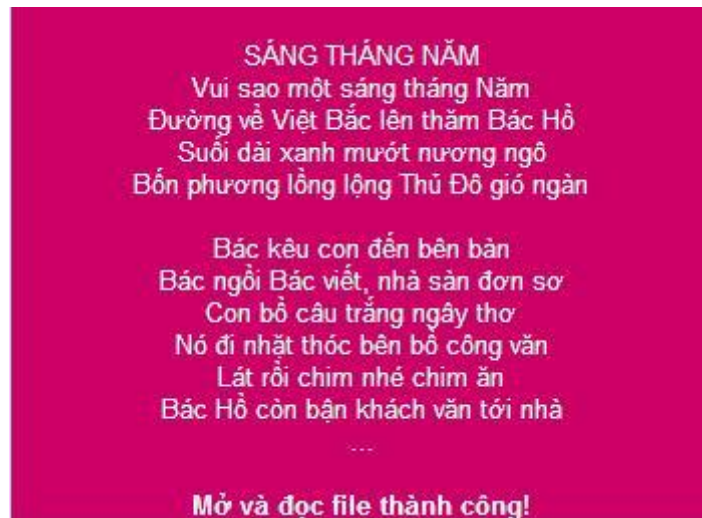 SÁNG THÁNG NĂM
Vui sao một sáng tháng Năm
Đường về Việt Bắc lên thăm Bác Hồ
Suối dài xanh mướt nương ngô
Bốn phương lồng lộng Thủ Đô gió ngàn
Bác kêu con đến bên bàn
Bác ngồi Bác viết, nhà sàn đơn sơ
Con bồ câu trắng ngây thơ
Nó đi nhặt thóc bên bồ công văn
Lát rồi chim nhé chim ăn
Bác Hồ còn bận khách văn tới nhà
...
Mở và đọc file thành công!